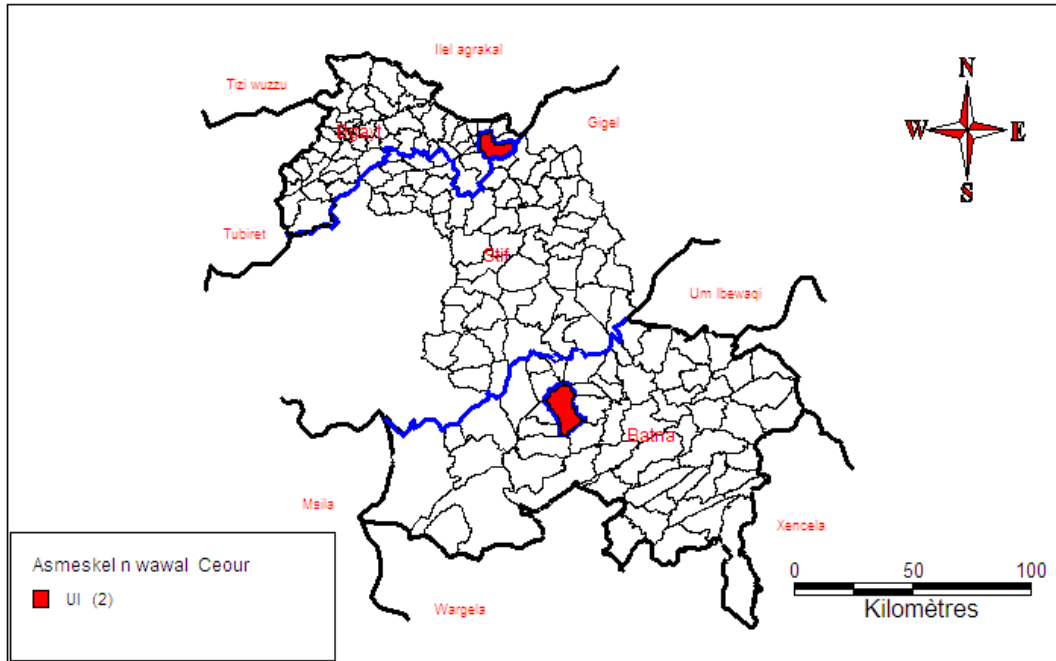 Ilel agrakal
Tizi wuzzu
Gigel
Bgayt
N
W E
S
Tubiret
Stif
Um lbewaqi
Batna
Msila
Xencela
Wargela
Asmeskel n wawal Ceour
Ul (2)
0 50 100
Kilomètres